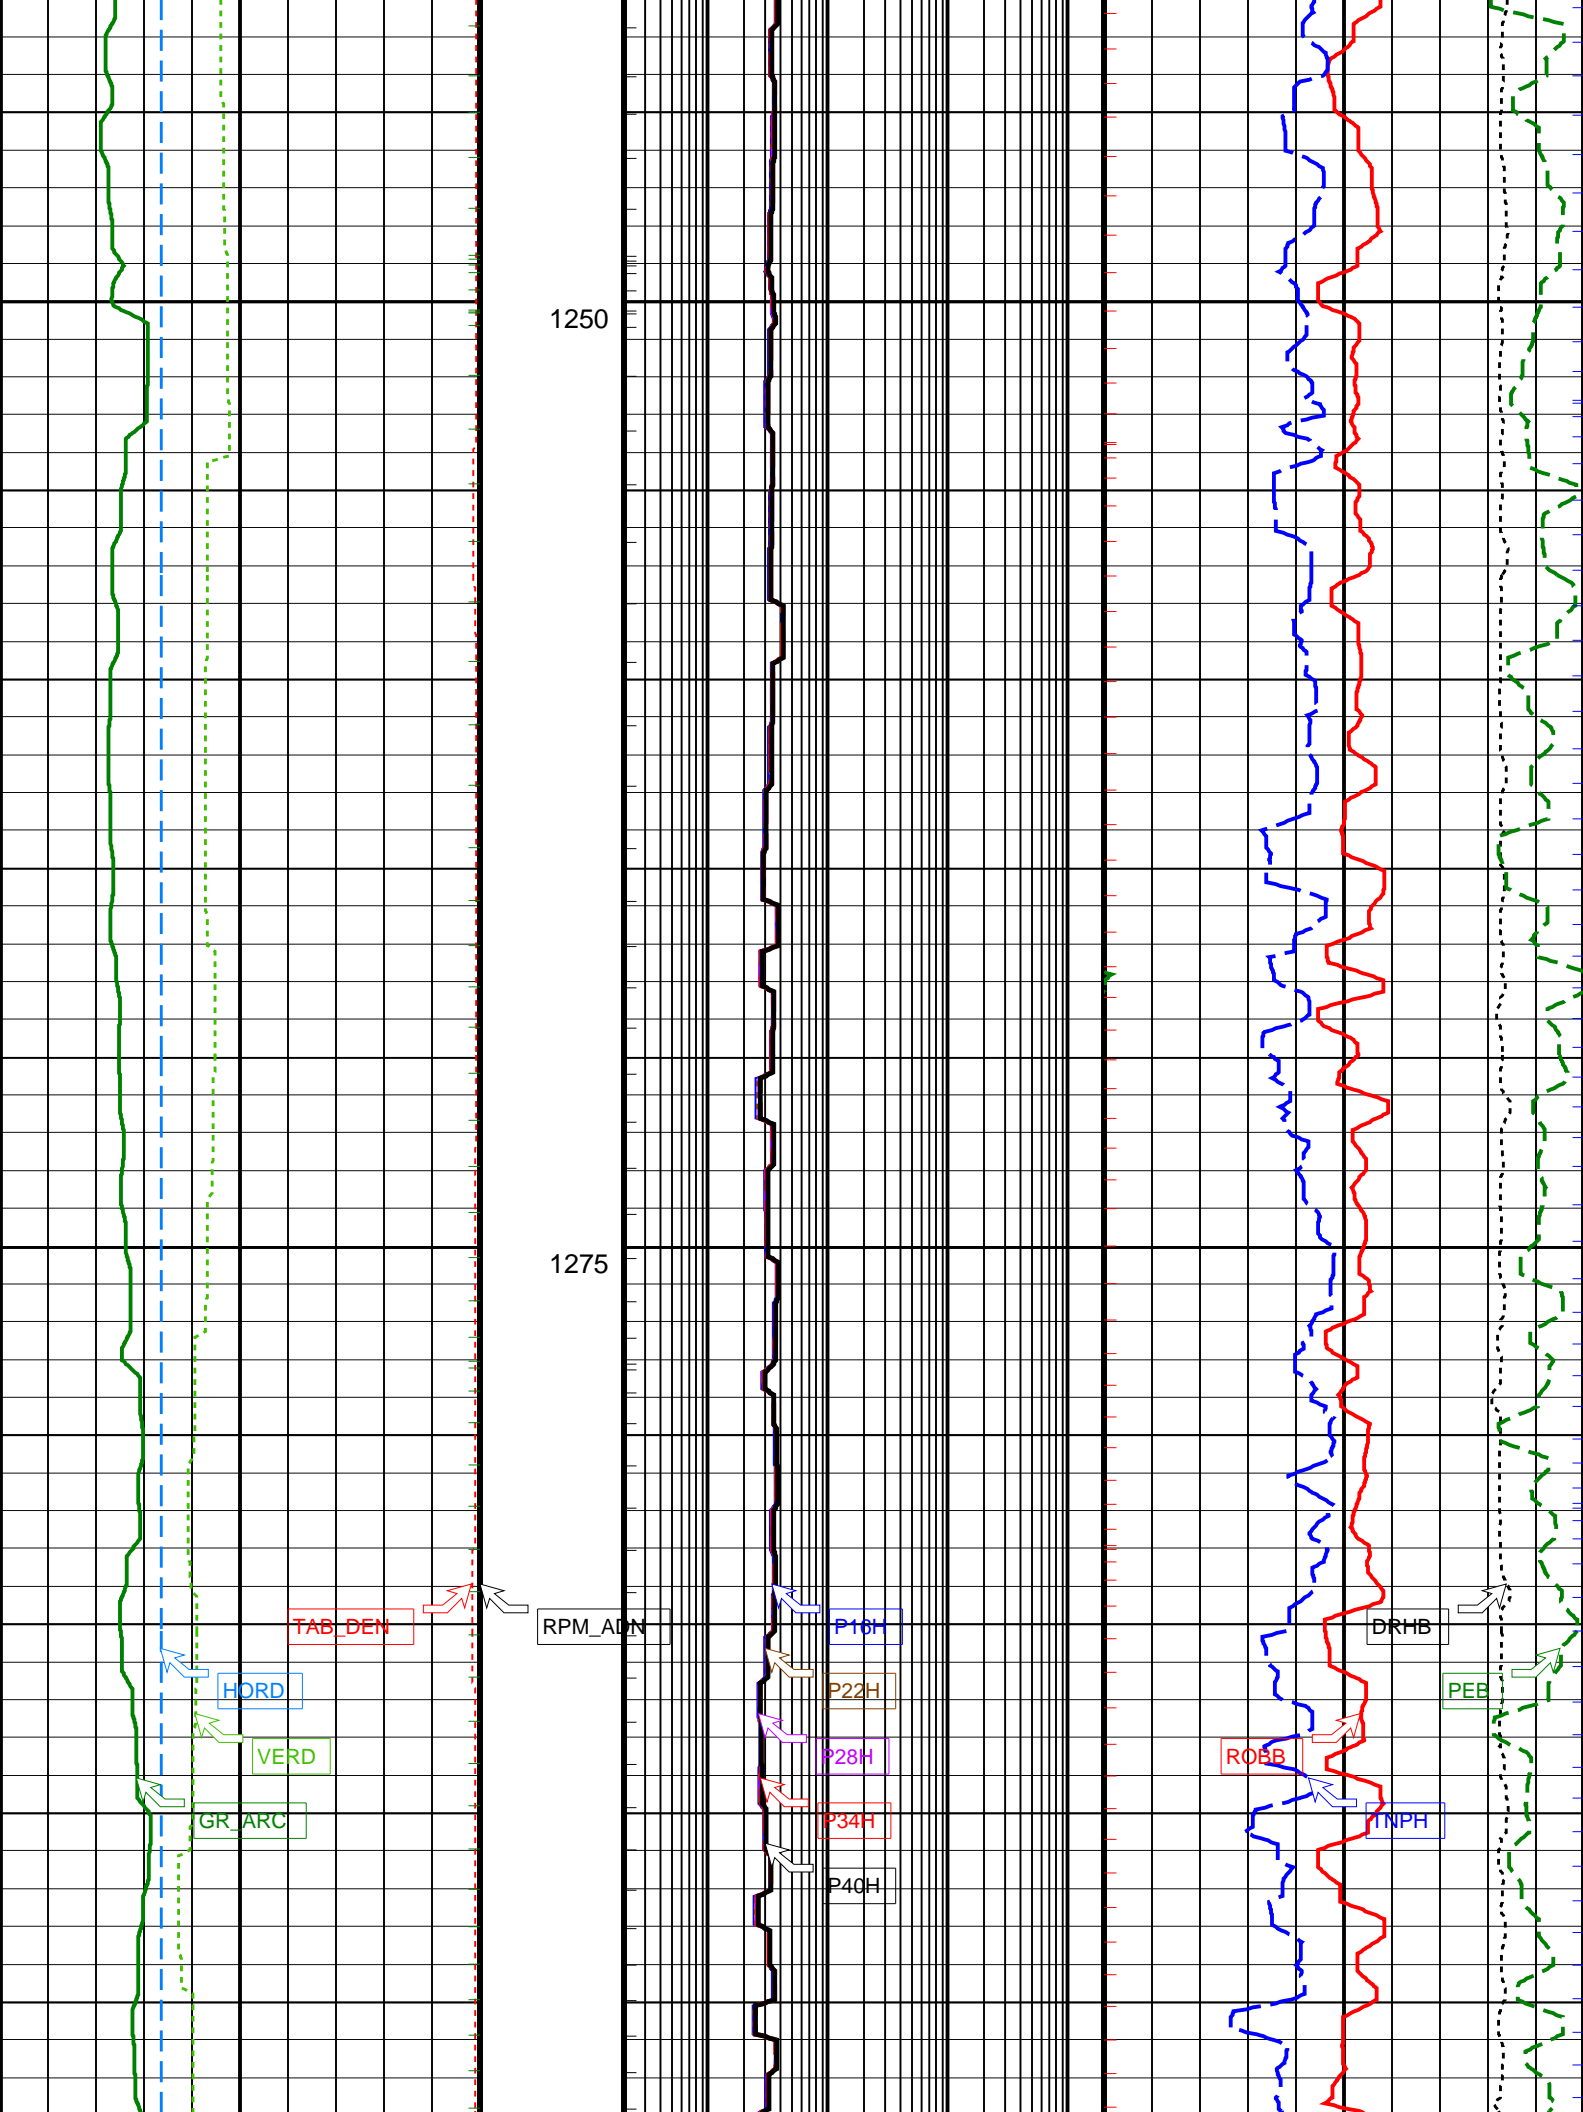 1250
1275
TAB_DEN
RPM_ADN
P16H
DRHB
HORD
P22H
PEB
VERD
P28H
ROBB
GR_ARC
P34H
TNPH
P40H